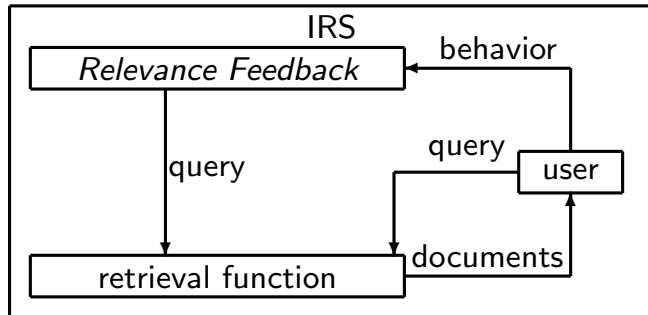 IRS
Relevance Feedback
behavior
query
query
user
documents
retrieval function